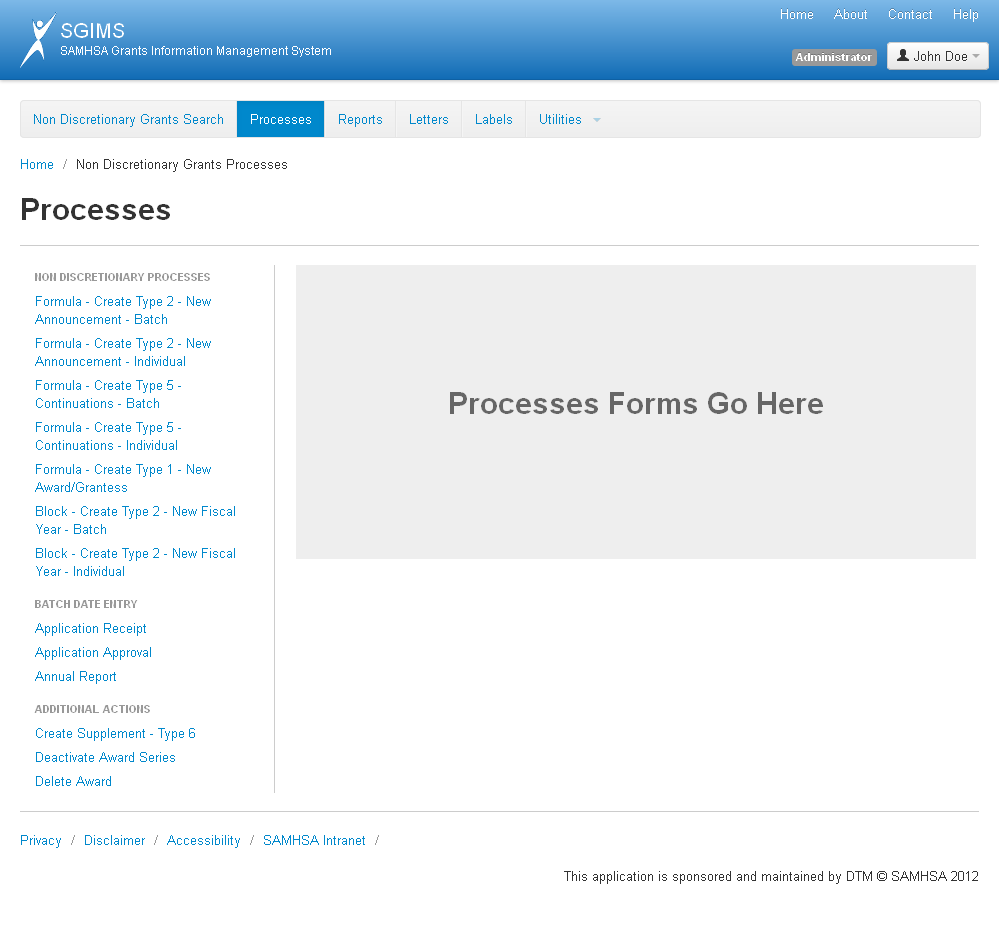 Home About Contact Help
SGIMS
SAMHSA Grants Information Management System
Administrator John Doe
Non Discretionary Grants Search Processes Reports Letters Labels Utilities
Home / Non Discretionary Grants Processes
Processes
NON DISCRETIONARY PROCESSES
Formula - Create Type 2 - New
Announcement - Batch
Formula - Create Type 2 - New
Announcement - Individual
Formula - Create Type 5 -
Continuations - Batch
Formula - Create Type 5 -
Continuations - Individual
Formula - Create Type 1 - New
Award/Grantess
Block - Create Type 2 - New Fiscal
Year - Batch
Block - Create Type 2 - New Fiscal
Year - Individual
BATCH DATE ENTRY
Application Receipt
Application Approval
Annual Report
ADDITIONAL ACTIONS
Create Supplement - Type 6
Deactivate Award Series
Delete Award
Processes Forms Go Here
Privacy / Disclaimer / Accessibility / SAMHSA Intranet /
This application is sponsored and maintained by DTM © SAMHSA 2012